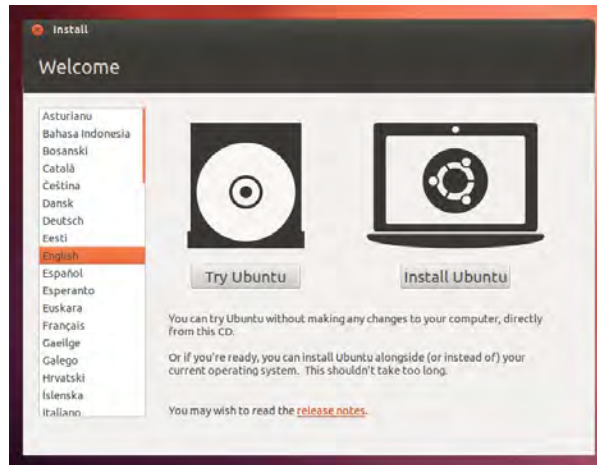 Install
Welcome
Asturianu
Bahasa Indonesia
Bosanski
Català
Čeština
Dansk
Deutsch
Eesti
English
Español
Esperanto
Euskara
Français
Gaeilge
Galego
Hrvatski
Íslenska
Italiano
Try Ubuntu
Install Ubuntu
You can try Ubuntu without making any changes to your computer, directly
from this CD.
Or if you're ready, you can install Ubuntu alongside (or instead of) your
current operating system. This shouldn't take too long.
You may wish to read the release notes.